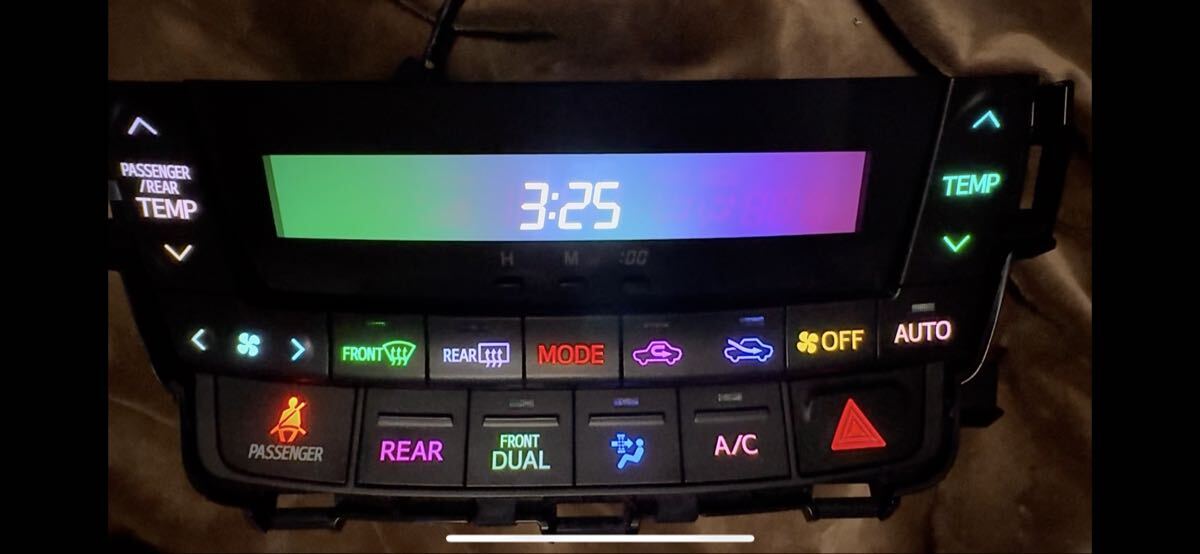 PASSENGER
/REAR
TEMP
3:25
TEMP
H M :00
FRONT
REAR
MODE
OFF
AUTO
PASSENGER
REAR
FRONT
DUAL
A/C